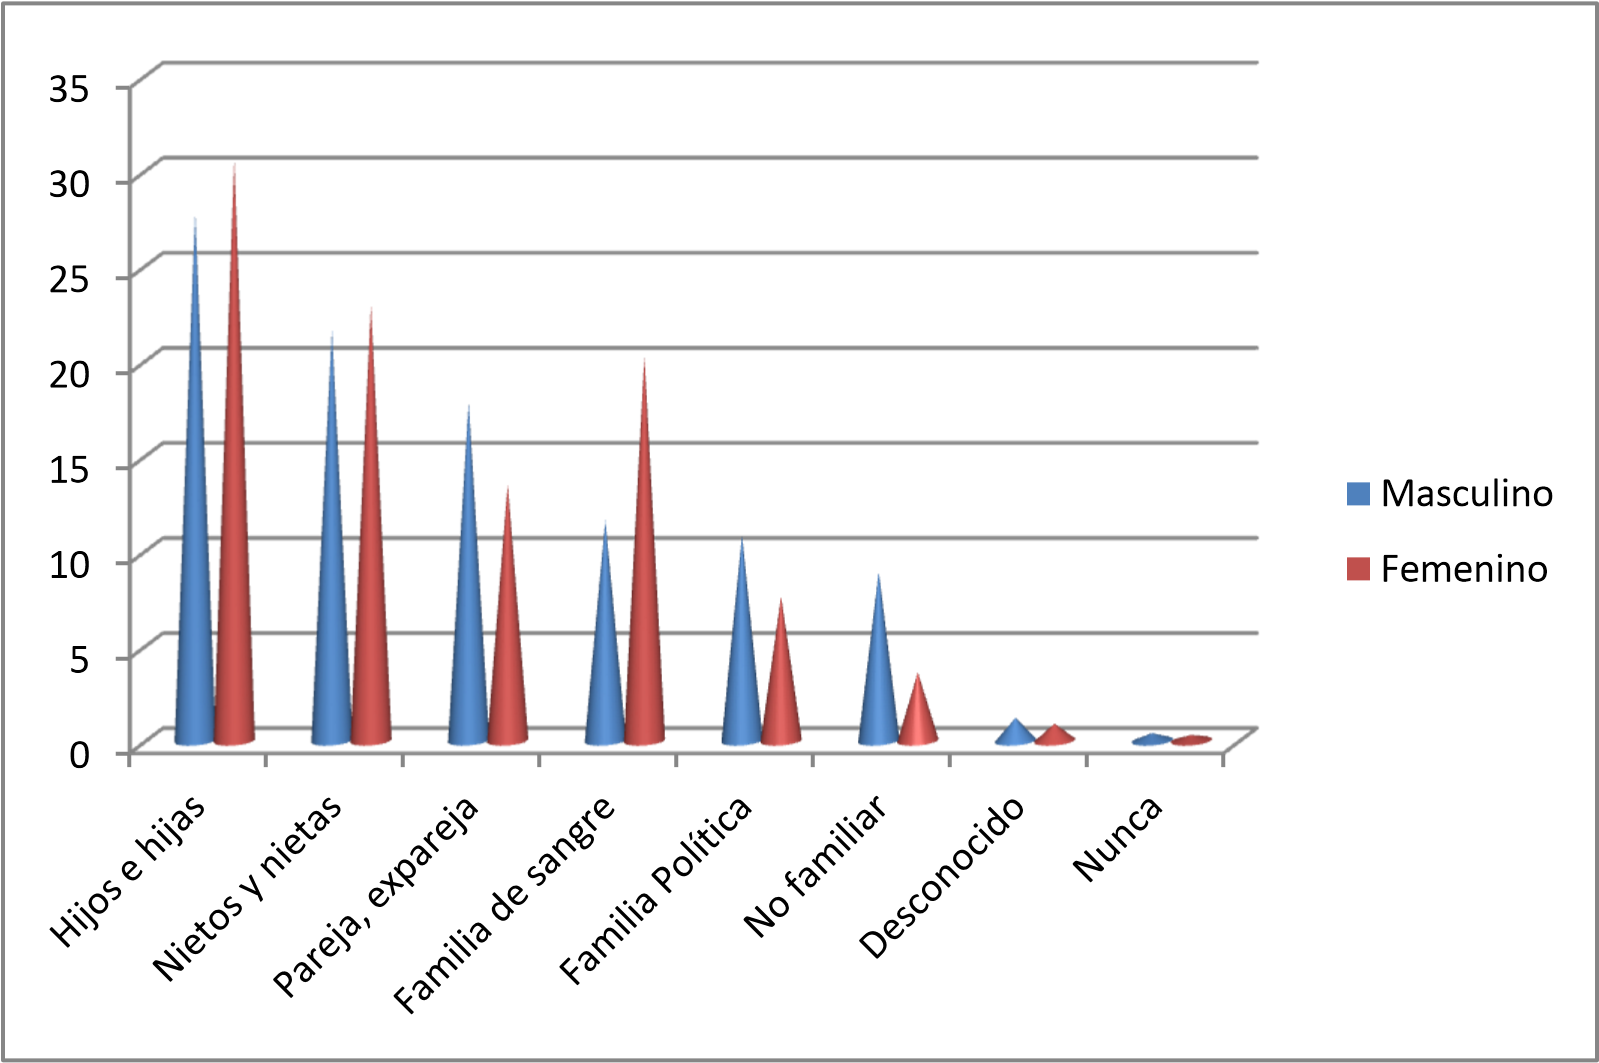 35
30
25
20
15
10
5
0
Hijos e hijas
Nietos y nietas
Pareja, expareja
Familia de sangre
Familia Política
No familiar
Desconocido
Nunca
Masculino
Femenino